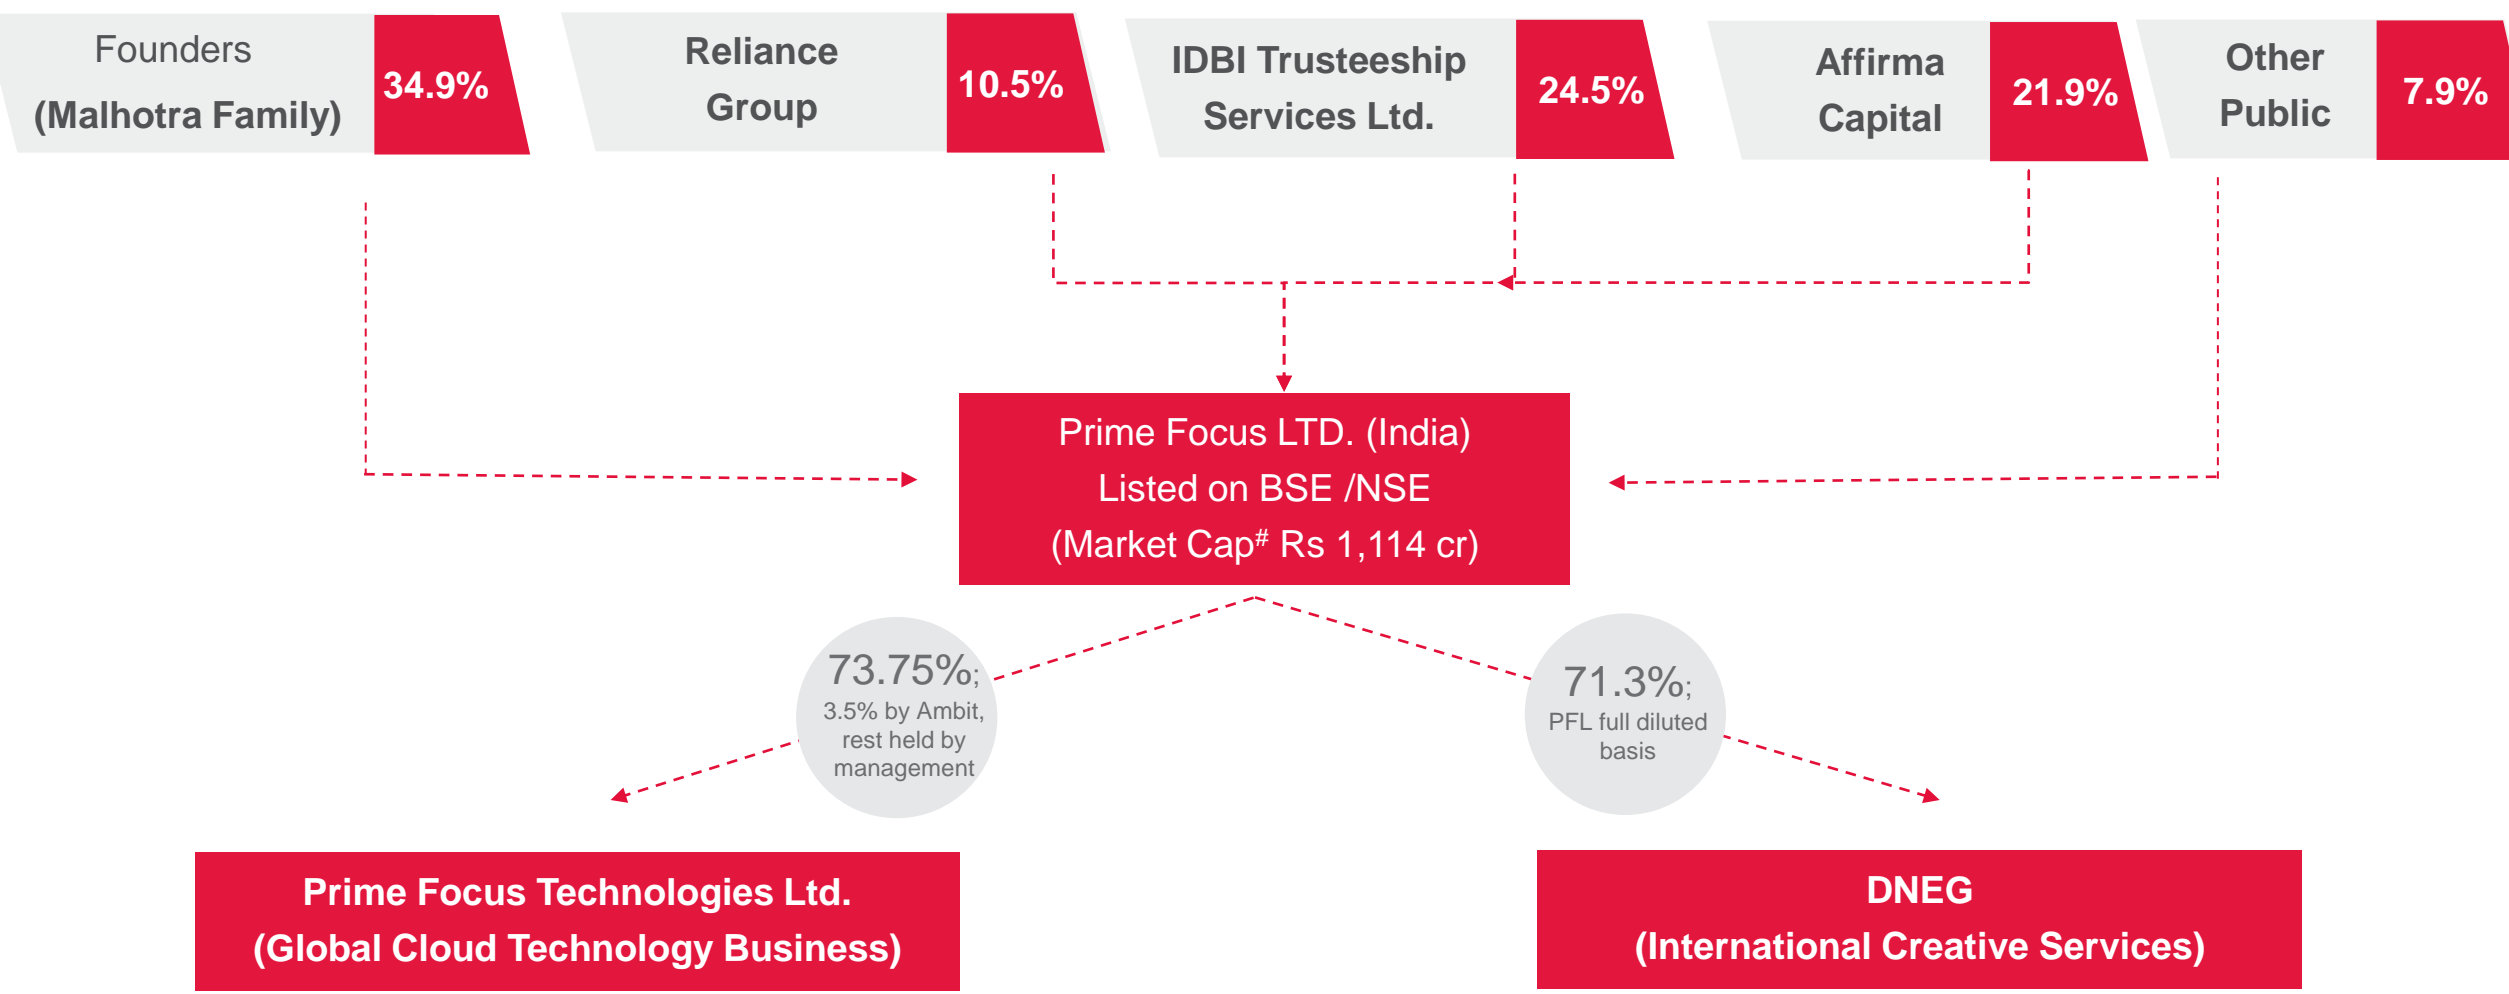 Founders
(Malhotra Family)
34.9%
Reliance
Group
10.5%
IDBI Trusteeship
Services Ltd.
24.5%
Affirma
Capital
21.9%
Other
Public
7.9%
Prime Focus LTD. (India)
Listed on BSE /NSE
(Market Cap# Rs 1,114 cr)
73.75%;
3.5% by Ambit,
rest held by
management
71.3%;
PFL full diluted
basis
Prime Focus Technologies Ltd.
(Global Cloud Technology Business)
DNEG
(International Creative Services)